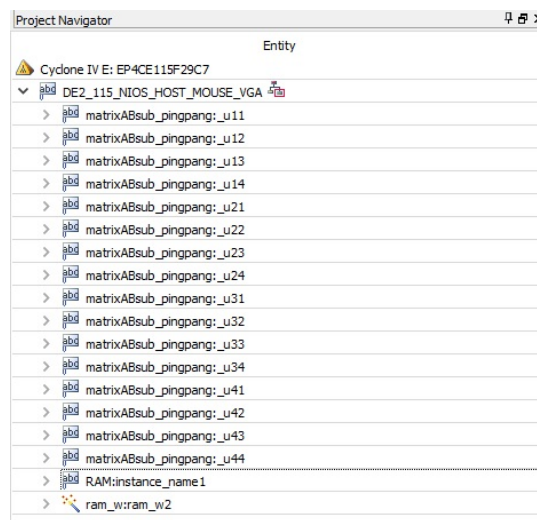 Project Navigator
Entity
Cyclone IV E: EP4CE115F29C7
DE2_115_NIOS_HOST_MOUSE_VGA
matrixABsub_pingpang:_u11
matrixABsub_pingpang:_u12
matrixABsub_pingpang:_u13
matrixABsub_pingpang:_u14
matrixABsub_pingpang:_u21
matrixABsub_pingpang:_u22
matrixABsub_pingpang:_u23
matrixABsub_pingpang:_u24
matrixABsub_pingpang:_u31
matrixABsub_pingpang:_u32
matrixABsub_pingpang:_u33
matrixABsub_pingpang:_u34
matrixABsub_pingpang:_u41
matrixABsub_pingpang:_u42
matrixABsub_pingpang:_u43
matrixABsub_pingpang:_u44
RAM:instance_name1
ram_w:ram_w2